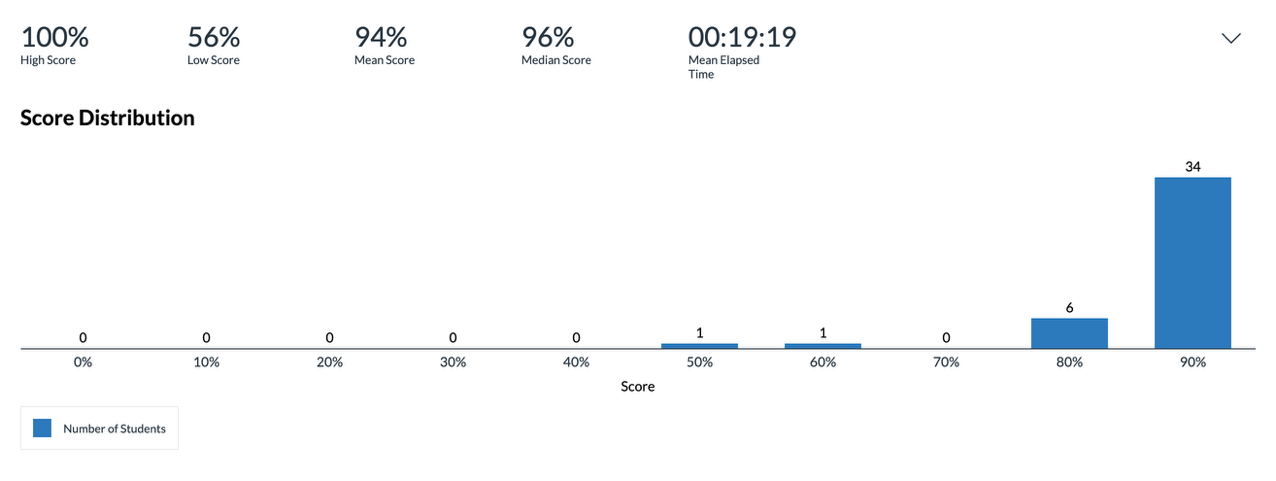 100% 56% 94% 96% 00:19:19
High Score Low Score Mean Score Median Score Mean Elapsed
Time
Score Distribution
34
6
1 1
0 0 0 0 0 0
0% 10% 20% 30% 40% 50% 60% 70% 80% 90%
Score
Number of Students